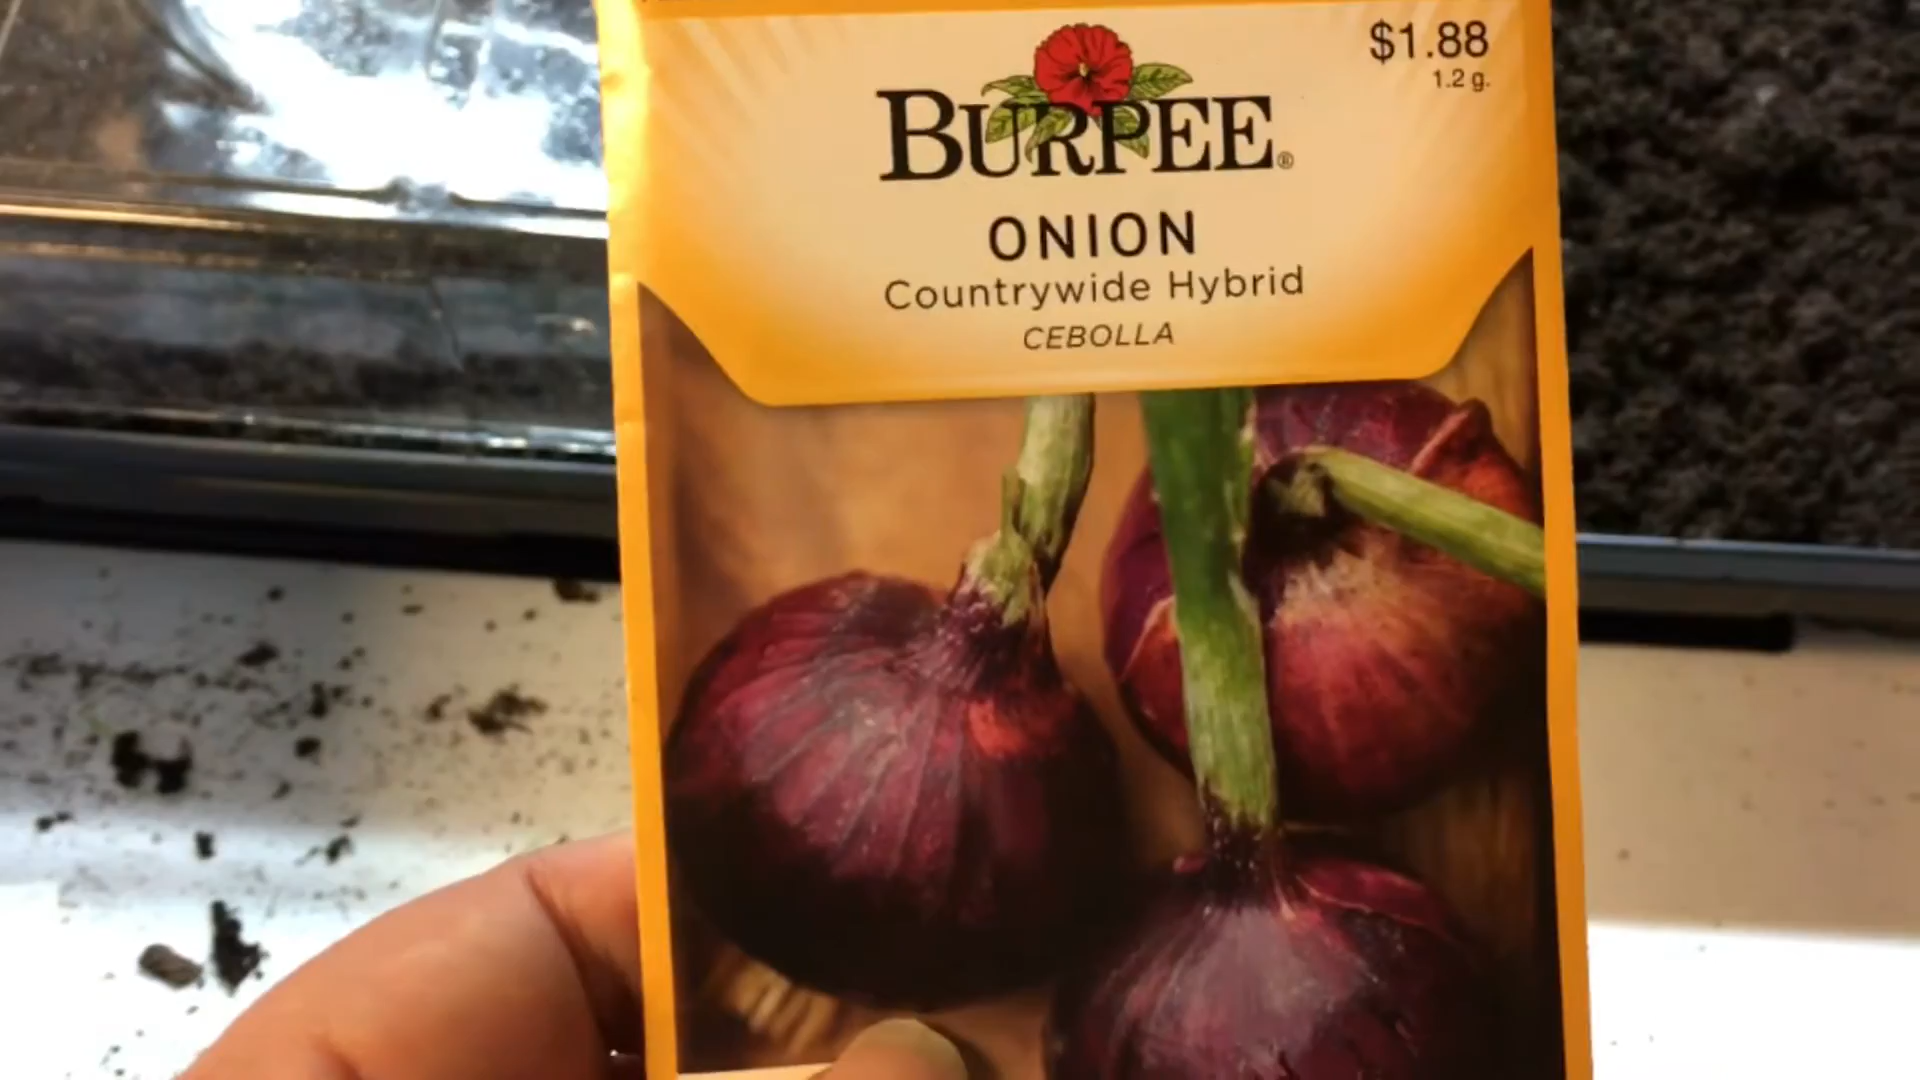 $1.88
1.2 g.
BURPEE®
ONION
Countrywide Hybrid
CEBOLLA